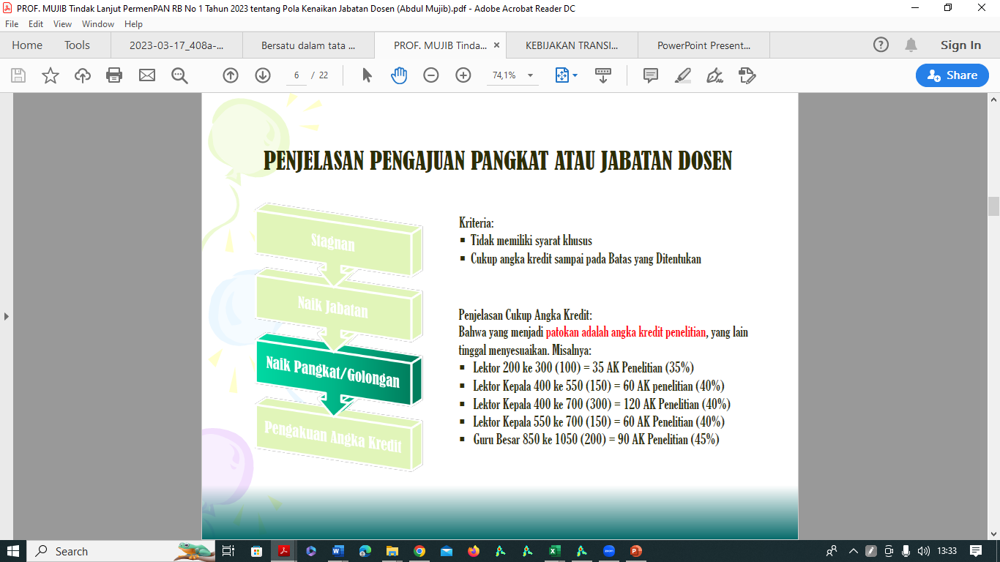 PROF. MUJIB Tindak Lanjut PermenPAN RB No 1 Tahun 2023 tentang Pola Kenaikan Jabatan Dosen (Abdul Mujib).pdf - Adobe Acrobat Reader DC
File Edit View Window Help
Home Tools 2023-03-17_408a-... Bersatu dalam tata ... PROF. MUJIB Tinda... × KEBIJAKAN TRANSI... PowerPoint Present... Sign In
6 / 22 74,1% Share
PENJELASAN PENGAJUAN PANGKAT ATAU JABATAN DOSEN
Stagnan
Naik Jabatan
Naik Pangkat/Golongan
Pengakuan Angka Kredit
Kriteria:
▪ Tidak memiliki syarat khusus
▪ Cukup angka kredit sampai pada Batas yang Ditentukan
Penjelasan Cukup Angka Kredit:
Bahwa yang menjadi patokan adalah angka kredit penelitian, yang lain
tinggal menyesuaikan. Misalnya:
▪ Lektor 200 ke 300 (100) = 35 AK Penelitian (35%)
▪ Lektor Kepala 400 ke 550 (150) = 60 AK penelitian (40%)
▪ Lektor Kepala 400 ke 700 (300) = 120 AK Penelitian (40%)
▪ Lektor Kepala 550 ke 700 (150) = 60 AK Penelitian (40%)
▪ Guru Besar 850 ke 1050 (200) = 90 AK Penelitian (45%)
Search 13:33